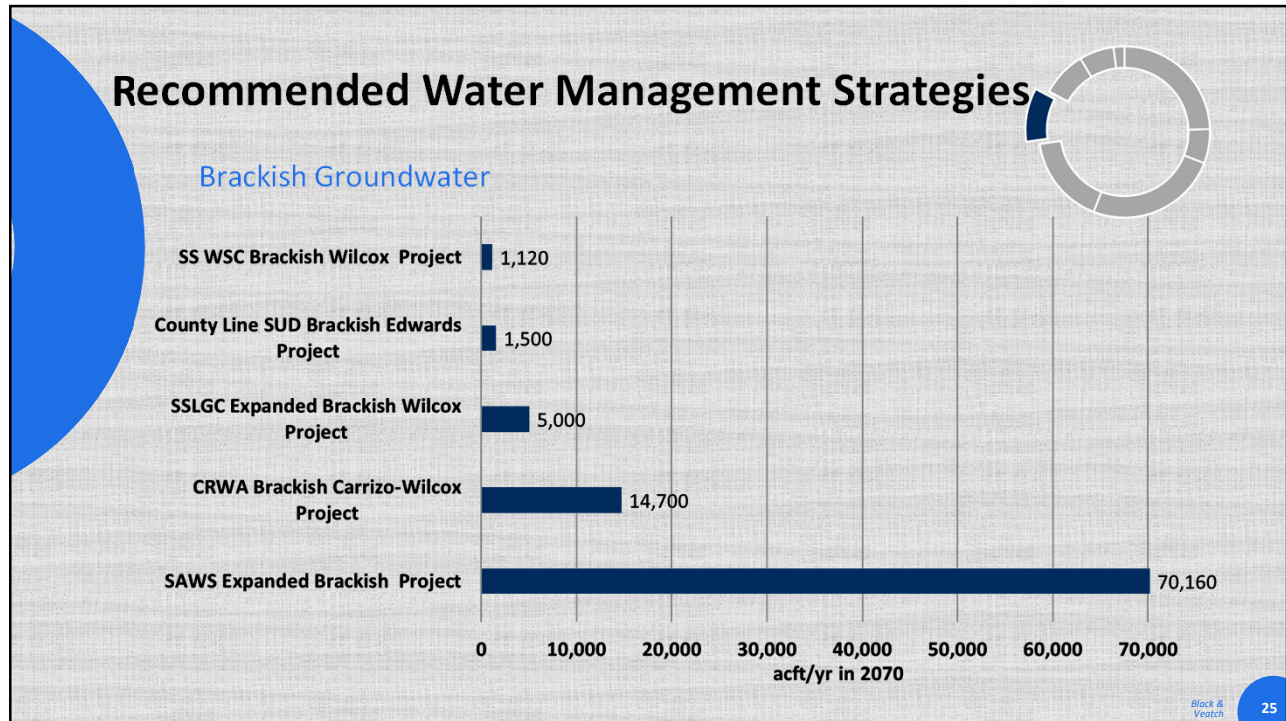 Recommended Water Management Strategies
Brackish Groundwater
SS WSC Brackish Wilcox Project
1,120
County Line SUD Brackish Edwards
Project
1,500
SSLGC Expanded Brackish Wilcox
Project
5,000
CRWA Brackish Carrizo-Wilcox
Project
14,700
SAWS Expanded Brackish Project
70,160
0 10,000 20,000 30,000 40,000 50,000 60,000 70,000
acft/yr in 2070
Black &
Veatch
25